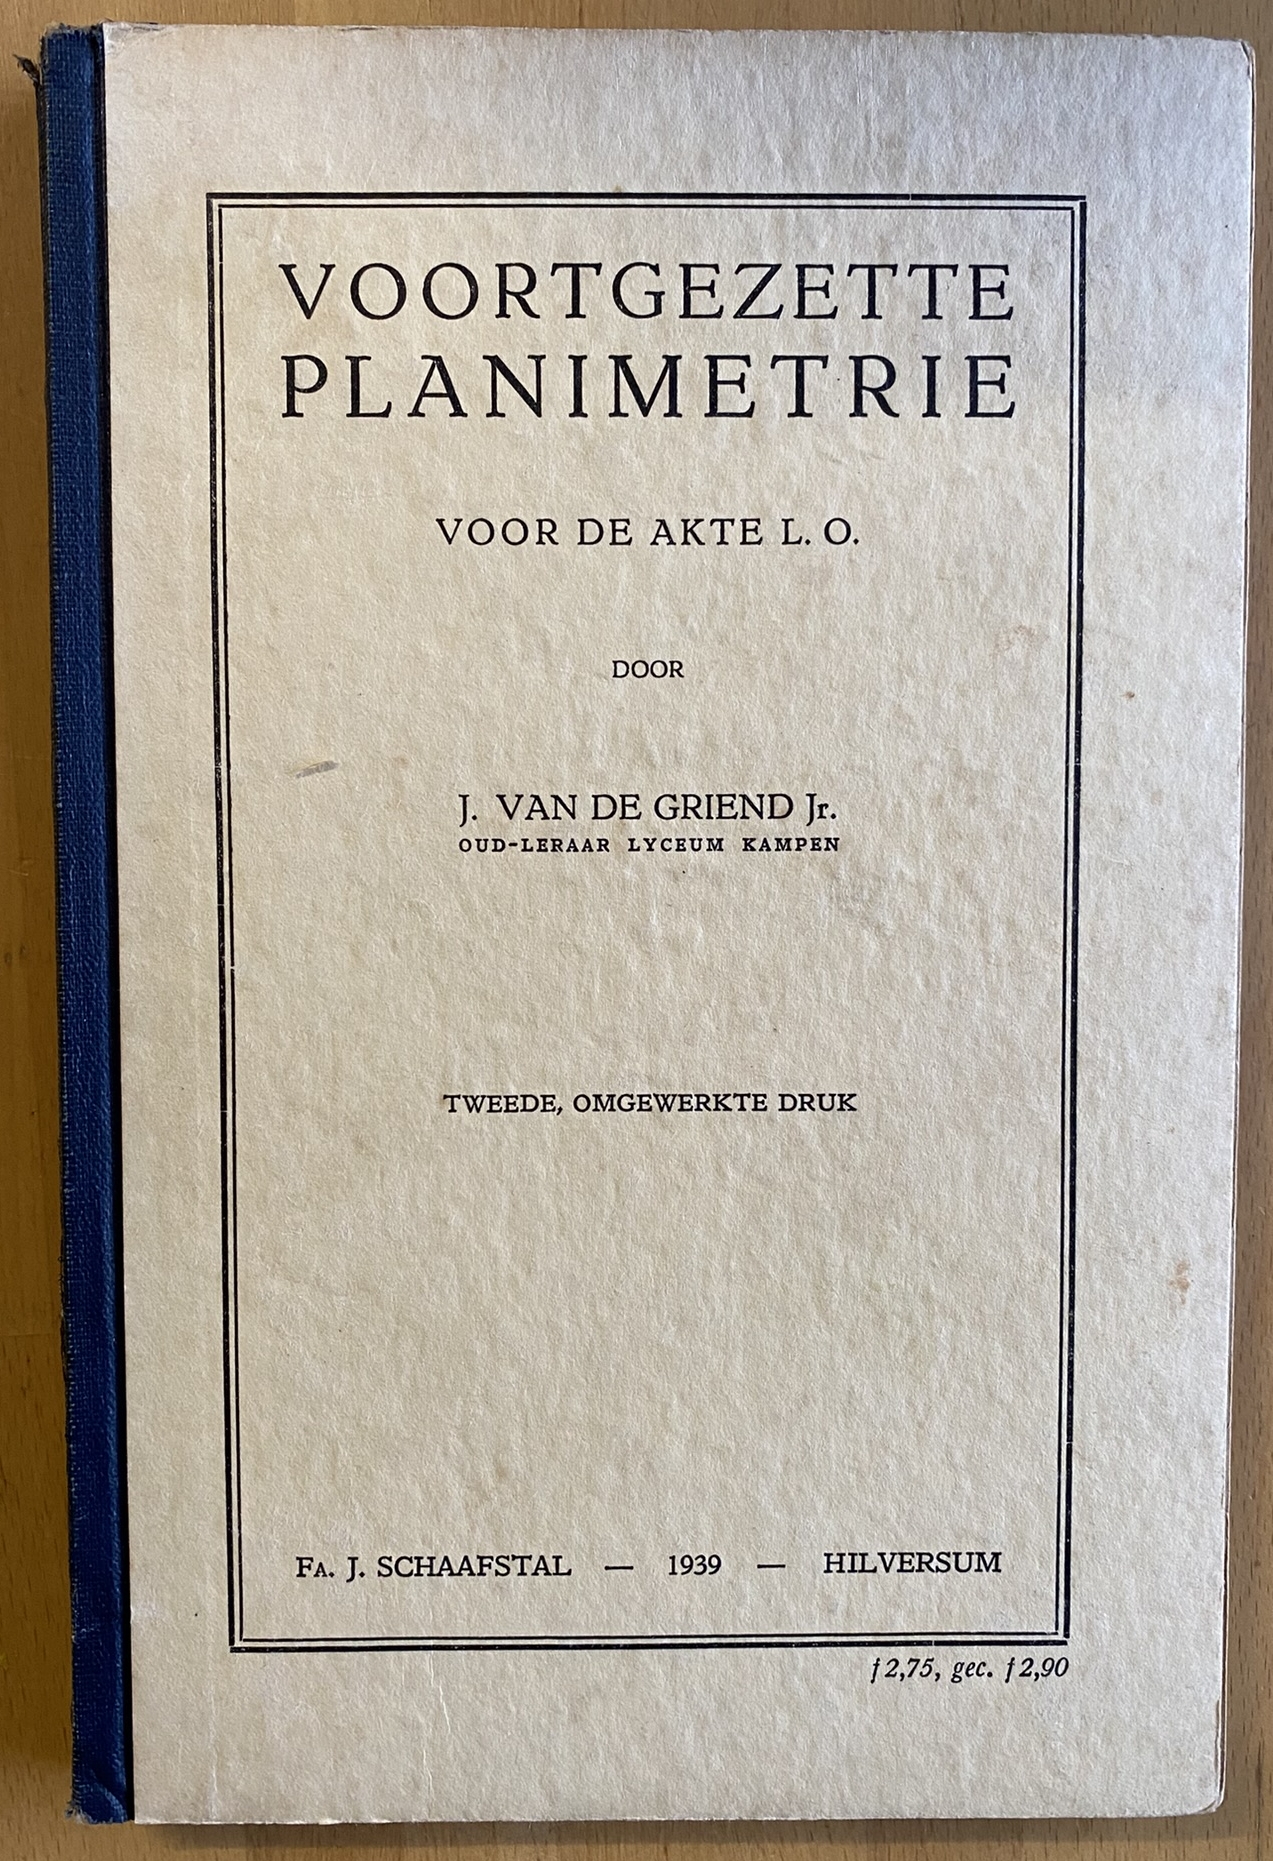 VOORTGEZETTE
PLANIMETRIE
VOOR DE AKTE L. O.
DOOR
J. VAN DE GRIEND Jr.
OUD-LERAAR LYCEUM KAMPEN
TWEEDE, OMGEWERKTE DRUK
FA. J. SCHAAFSTAL — 1939 — HILVERSUM
ƒ2,75, gec. ƒ2,90